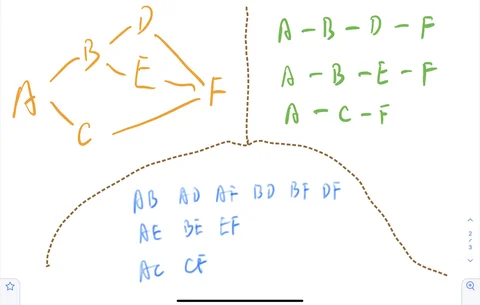 D
B
E
A
F
C
A - B - D - F
A - B - E - F
A - C - F
AB AD AF BD BF DF
AE BE EF
AC CF
2
/
3